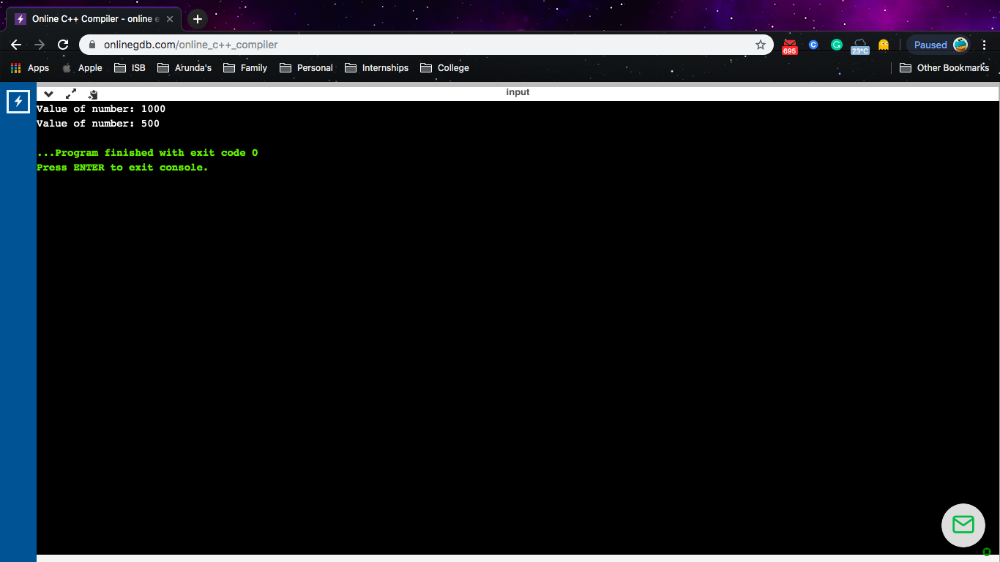 Online C++ Compiler - online e
onlinegdb.com/online_c++_compiler
695
C
G
23°C
Paused
Apps
Apple
ISB
Arunda's
Family
Personal
Internships
College
Other Bookmarks
input
Value of number: 1000
Value of number: 500
...Program finished with exit code 0
Press ENTER to exit console.